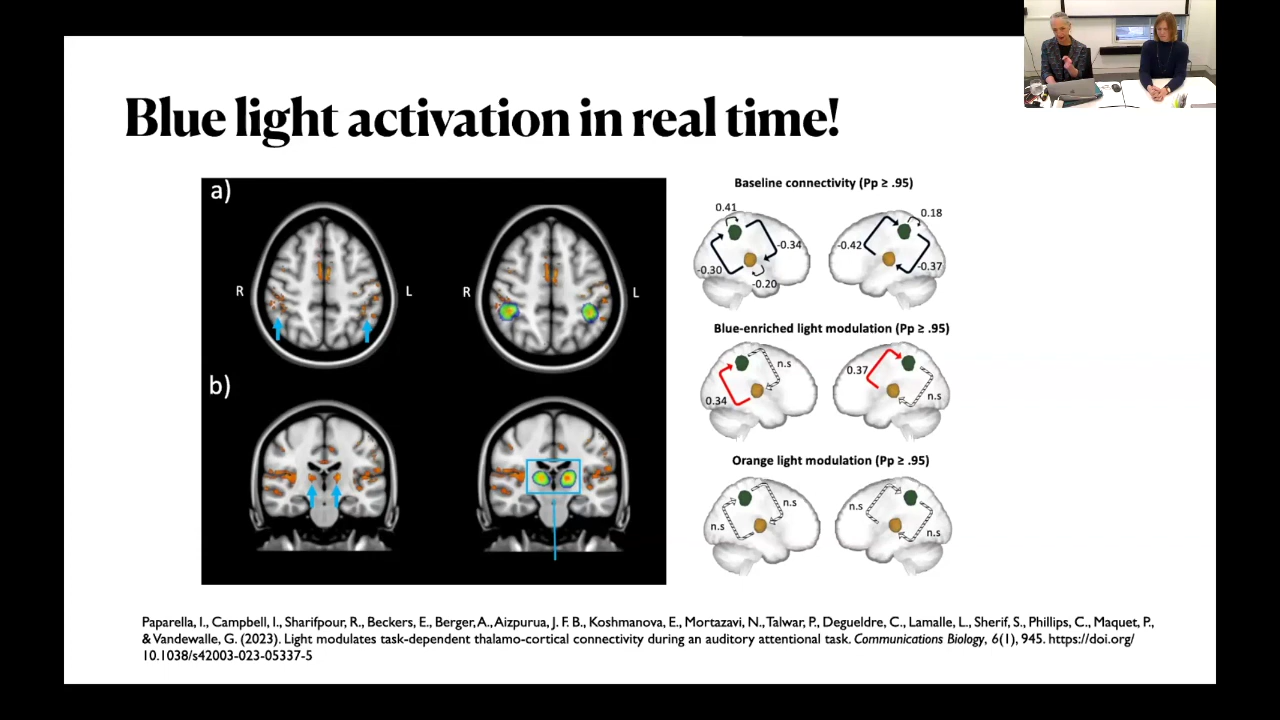 Blue light activation in real time!
a)
R
L
R
L
b)
Baseline connectivity (Pp ≥ .95)
0.41
-0.34
-0.30
-0.20
0.18
-0.42
-0.37
Blue-enriched light modulation (Pp ≥ .95)
n.s
0.34
0.37
n.s
Orange light modulation (Pp ≥ .95)
n.s
n.s
n.s
n.s
Paparella, I., Campbell, I., Sharifpour, R., Beckers, E., Berger, A., Aizpurua, J. F. B., Koshmanova, E., Mortazavi, N., Talwar, P., Degueldre, C., Lamalle, L., Sherif, S., Phillips, C., Maquet, P.,
& Vandewalle, G. (2023). Light modulates task-dependent thalamo-cortical connectivity during an auditory attentional task. Communications Biology, 6(1), 945. https://doi.org/
10.1038/s42003-023-05337-5